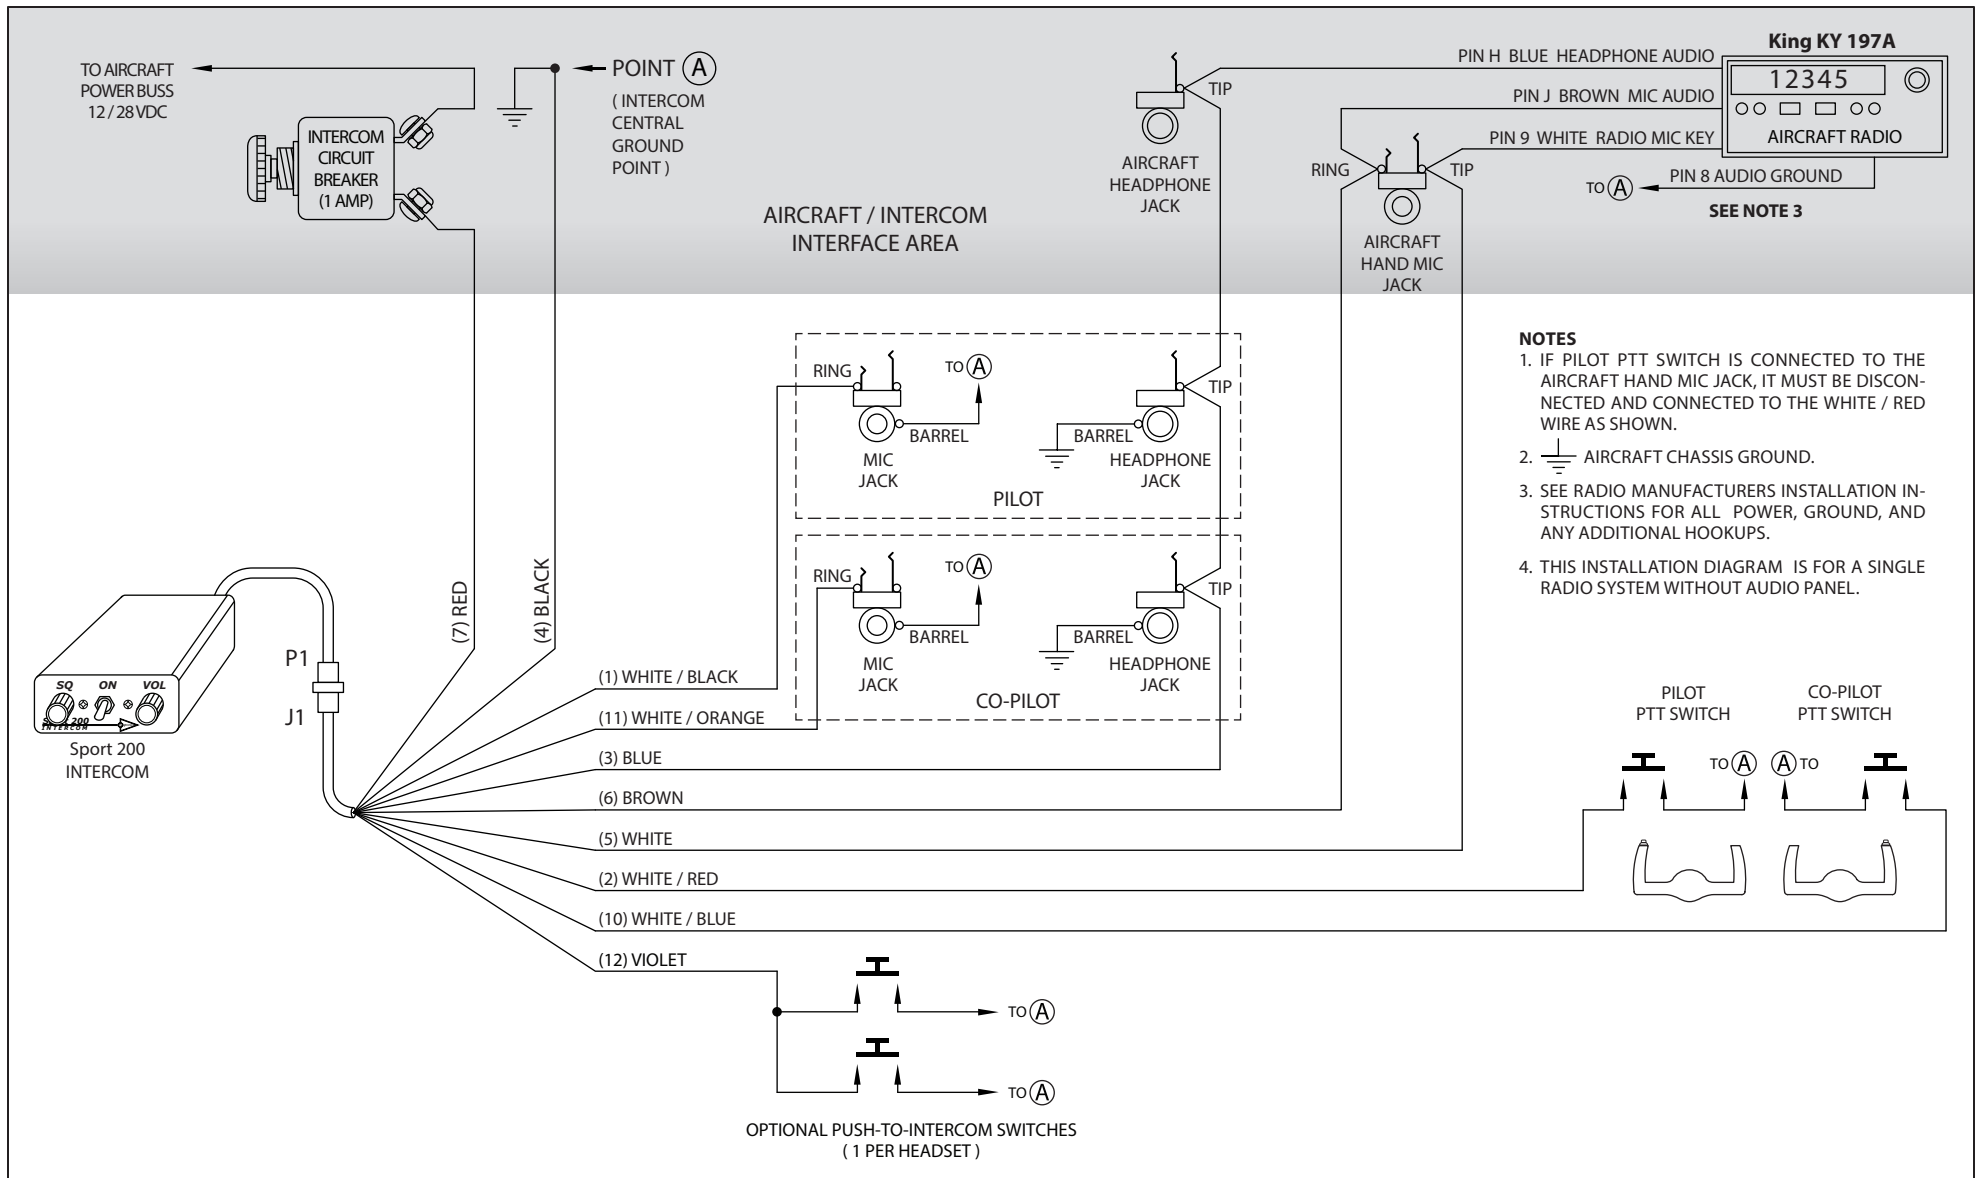 TO AIRCRAFT
POWER BUSS
12 / 28 VDC
POINT A
( INTERCOM
CENTRAL
GROUND
POINT )
INTERCOM
CIRCUIT
BREAKER
(1 AMP)
AIRCRAFT / INTERCOM
INTERFACE AREA
TIP
AIRCRAFT
HEADPHONE
JACK
King KY 197A
12345
AIRCRAFT RADIO
PIN H BLUE HEADPHONE AUDIO
PIN J BROWN MIC AUDIO
PIN 9 WHITE RADIO MIC KEY
PIN 8 AUDIO GROUND
TO A
SEE NOTE 3
RING
TIP
AIRCRAFT
HAND MIC
JACK
NOTES
1. IF PILOT PTT SWITCH IS CONNECTED TO THE
AIRCRAFT HAND MIC JACK, IT MUST BE DISCON-
NECTED AND CONNECTED TO THE WHITE / RED
WIRE AS SHOWN.
2. AIRCRAFT CHASSIS GROUND.
3. SEE RADIO MANUFACTURERS INSTALLATION IN-
STRUCTIONS FOR ALL POWER, GROUND, AND
ANY ADDITIONAL HOOKUPS.
4. THIS INSTALLATION DIAGRAM IS FOR A SINGLE
RADIO SYSTEM WITHOUT AUDIO PANEL.
RING
TO A
BARREL
MIC
JACK
TIP
BARREL
HEADPHONE
JACK
PILOT
RING
TO A
BARREL
MIC
JACK
TIP
BARREL
HEADPHONE
JACK
CO-PILOT
(7) RED
(4) BLACK
P1
J1
SQ ON VOL
200
INTERCOM
Sport 200
INTERCOM
(1) WHITE / BLACK
(11) WHITE / ORANGE
(3) BLUE
(6) BROWN
(5) WHITE
(2) WHITE / RED
(10) WHITE / BLUE
(12) VIOLET
PILOT
PTT SWITCH
CO-PILOT
PTT SWITCH
TO A
A TO
TO A
TO A
OPTIONAL PUSH-TO-INTERCOM SWITCHES
( 1 PER HEADSET )